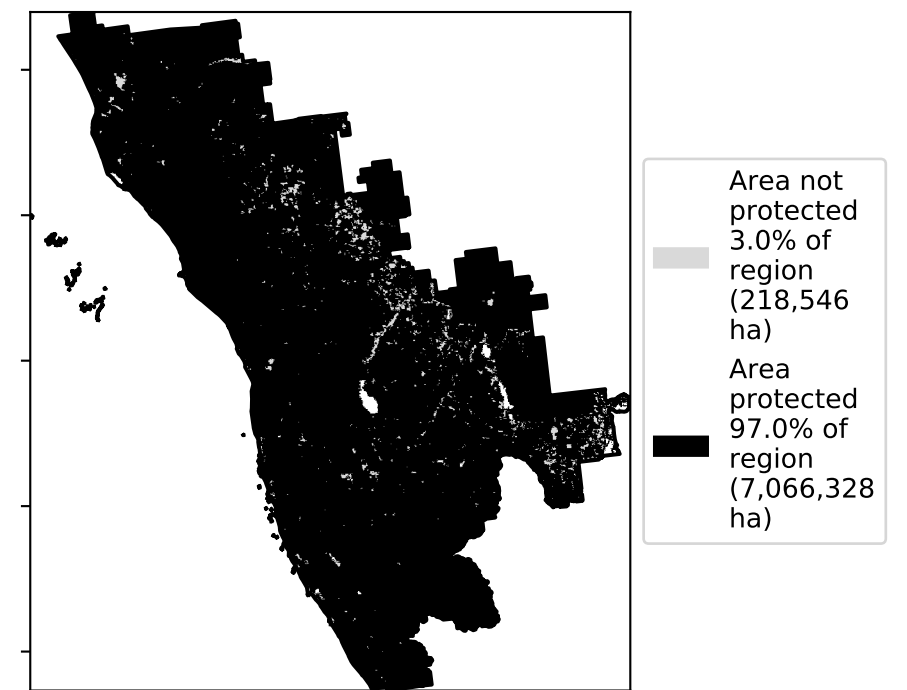 Area not
protected
3.0% of
region
(218,546
ha)
Area
protected
97.0% of
region
(7,066,328
ha)